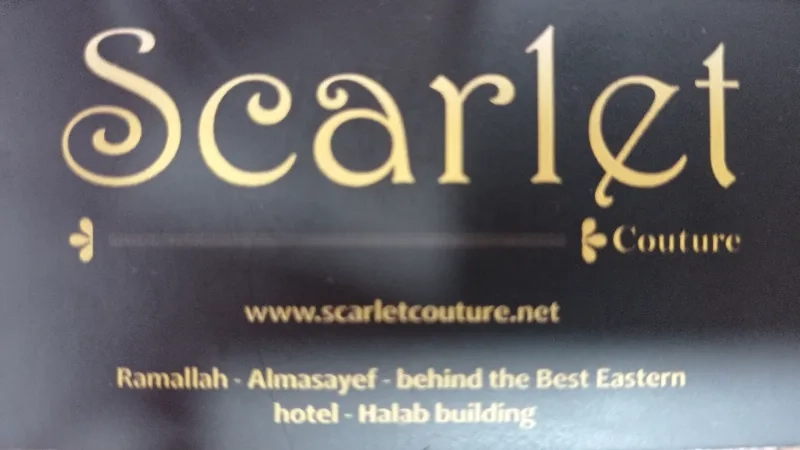 Scarlet
Couture
www.scarletcouture.net
Ramallah - Almasayef - behind the Best Eastern
hotel - Halab building